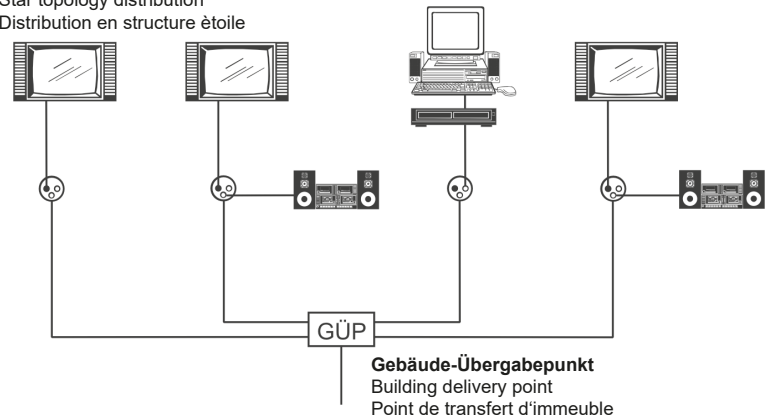 Star topology distribution
Distribution en structure ètoile
GÜP
Gebäude-Übergabepunkt
Building delivery point
Point de transfert d‘immeuble